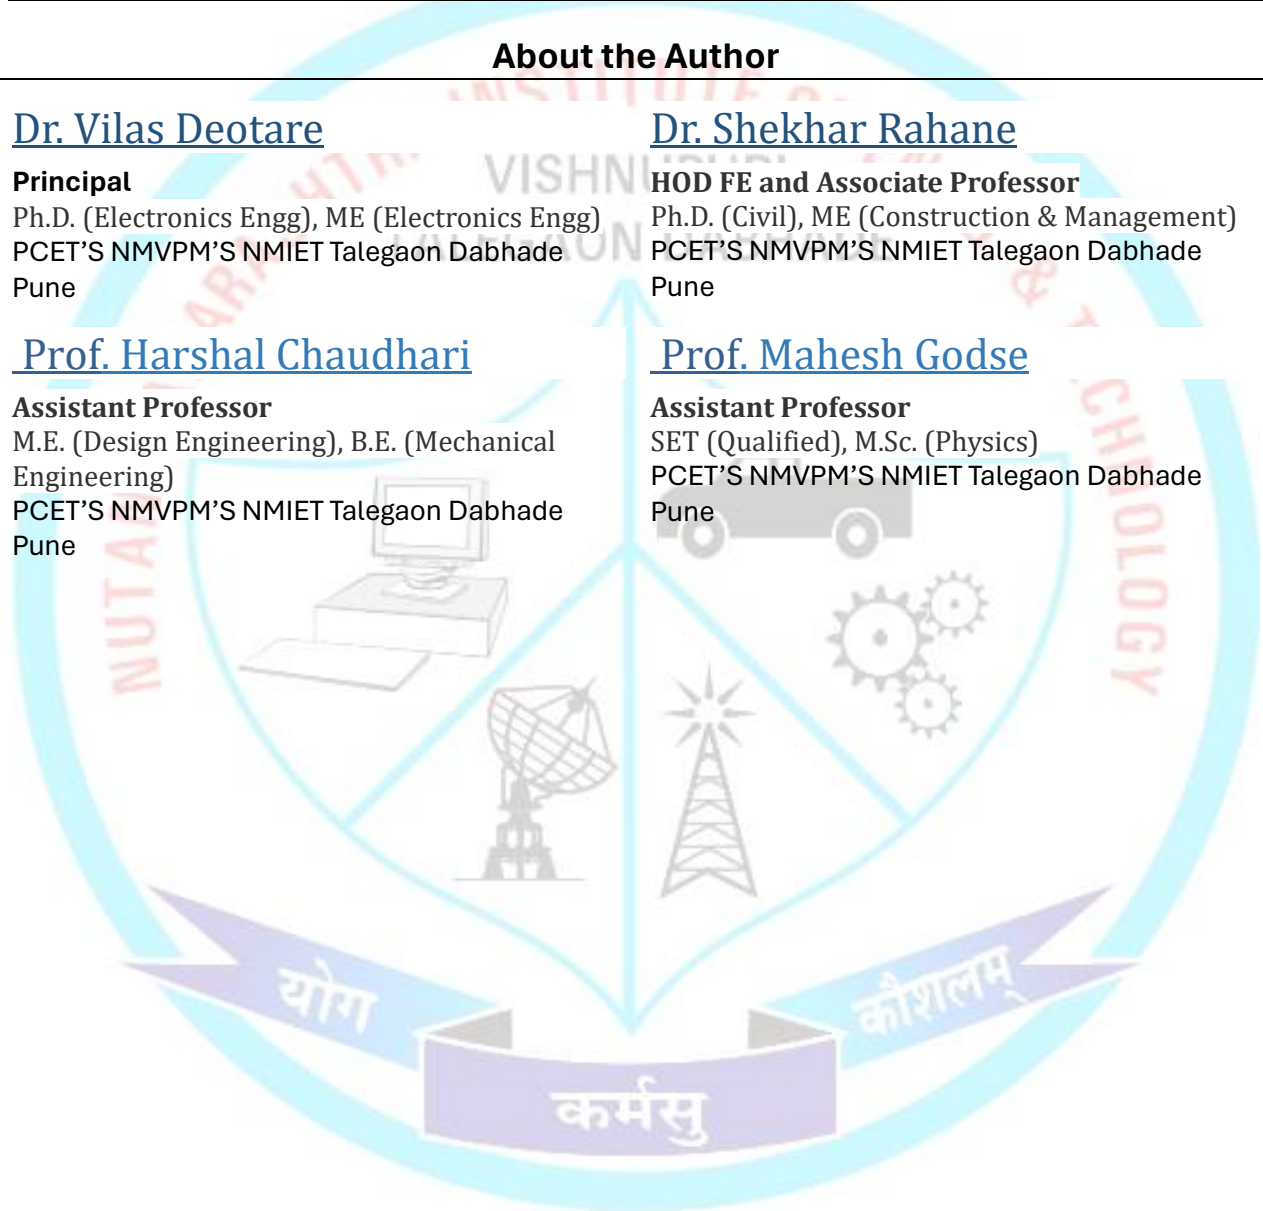 About the Author
Dr. Vilas Deotare
Principal
Ph.D. (Electronics Engg), ME (Electronics Engg)
PCET’S NMVPM’S NMIET Talegaon Dabhade
Pune
Dr. Shekhar Rahane
HOD FE and Associate Professor
Ph.D. (Civil), ME (Construction & Management)
PCET’S NMVPM’S NMIET Talegaon Dabhade
Pune
Prof. Harshal Chaudhari
Assistant Professor
M.E. (Design Engineering), B.E. (Mechanical
Engineering)
PCET’S NMVPM’S NMIET Talegaon Dabhade
Pune
Prof. Mahesh Godse
Assistant Professor
SET (Qualified), M.Sc. (Physics)
PCET’S NMVPM’S NMIET Talegaon Dabhade
Pune
NUTAN
योग
कर्मसु
कौशलम्